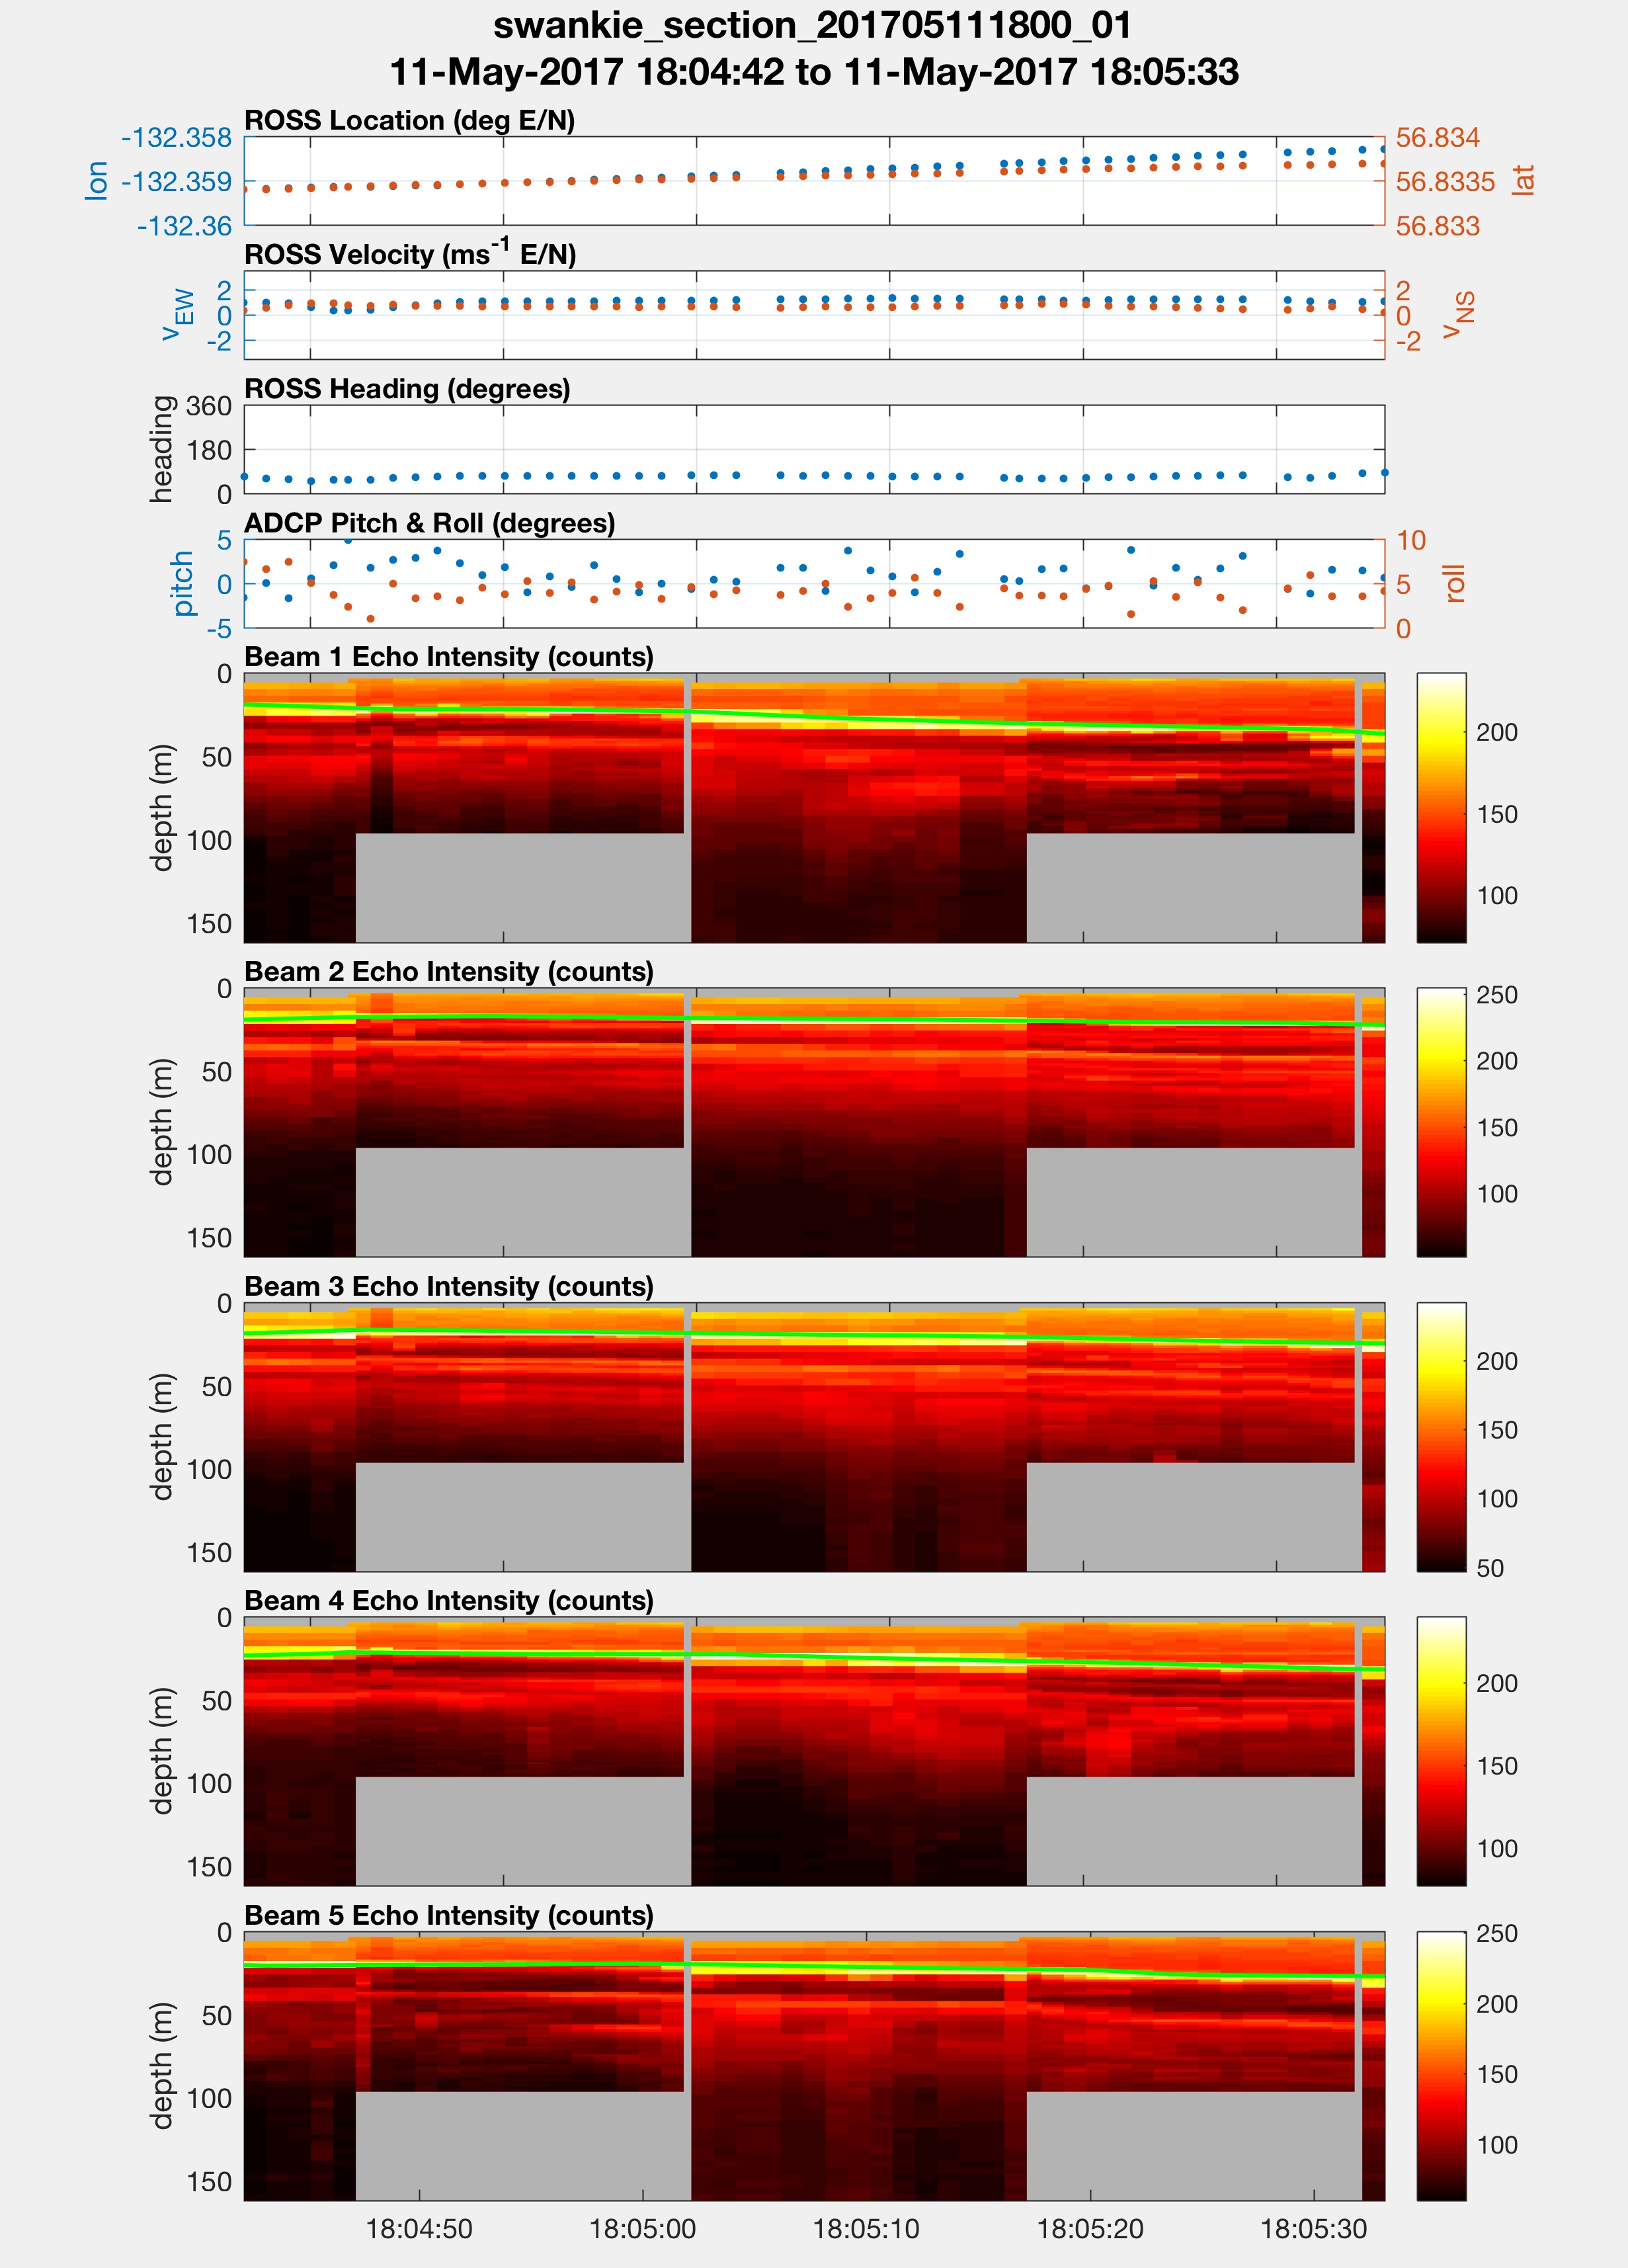 swankie_section_201705111800_01
11-May-2017 18:04:42 to 11-May-2017 18:05:33
ROSS Location (deg E/N)
-132.358
-132.359
-132.36
lon
56.834
56.8335
56.833
lat
ROSS Velocity (ms-1 E/N)
2
0
-2
vEW
2
0
-2
vNS
ROSS Heading (degrees)
360
180
0
heading
ADCP Pitch & Roll (degrees)
5
0
-5
pitch
10
5
0
roll
Beam 1 Echo Intensity (counts)
0
50
100
150
depth (m)
200
150
100
Beam 2 Echo Intensity (counts)
0
50
100
150
depth (m)
250
200
150
100
Beam 3 Echo Intensity (counts)
0
50
100
150
depth (m)
200
150
100
50
Beam 4 Echo Intensity (counts)
0
50
100
150
depth (m)
200
150
100
Beam 5 Echo Intensity (counts)
0
50
100
150
depth (m)
250
200
150
100
18:04:50 18:05:00 18:05:10 18:05:20 18:05:30